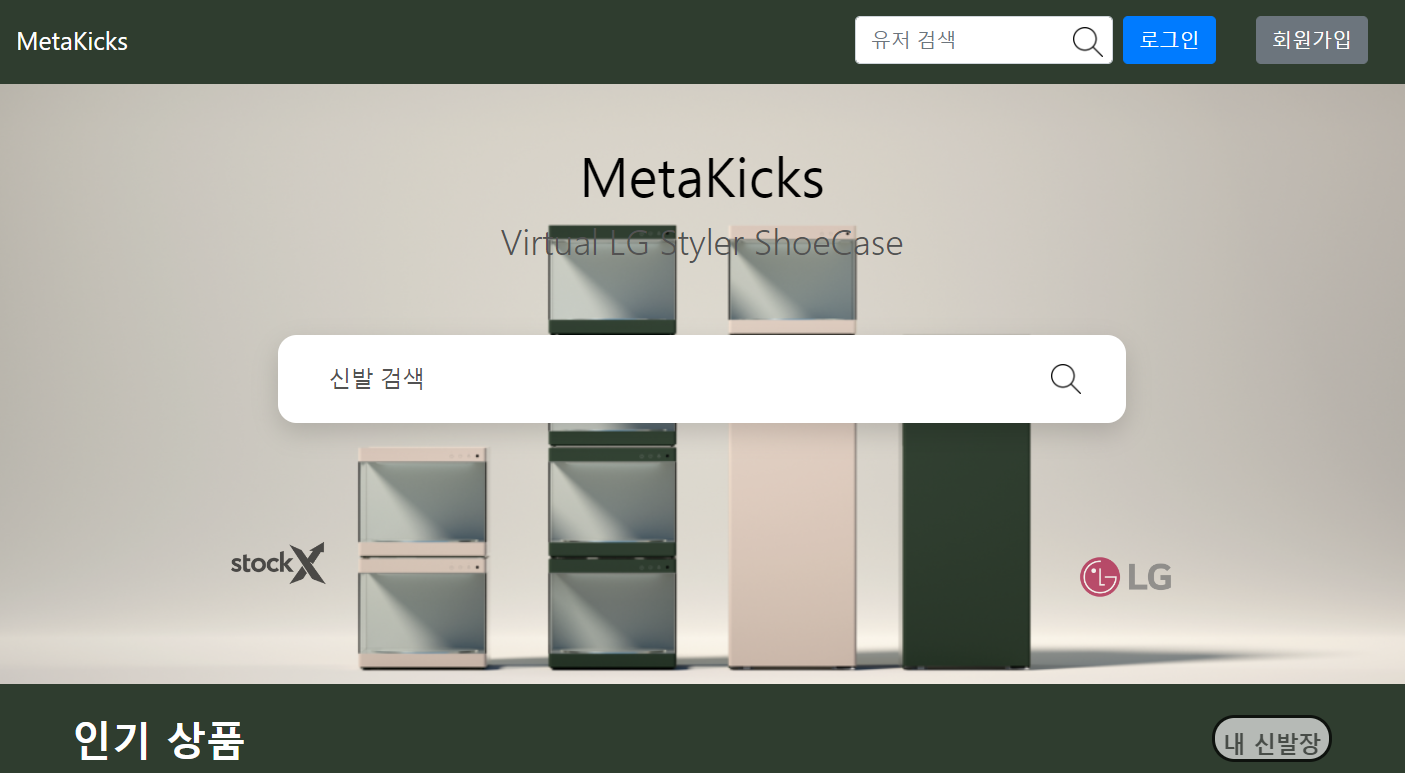 MetaKicks
유저 검색
로그인
회원가입
MetaKicks
Virtual LG Styler ShoeCase
신발 검색
stockX
LG
인기 상품
내 신발장